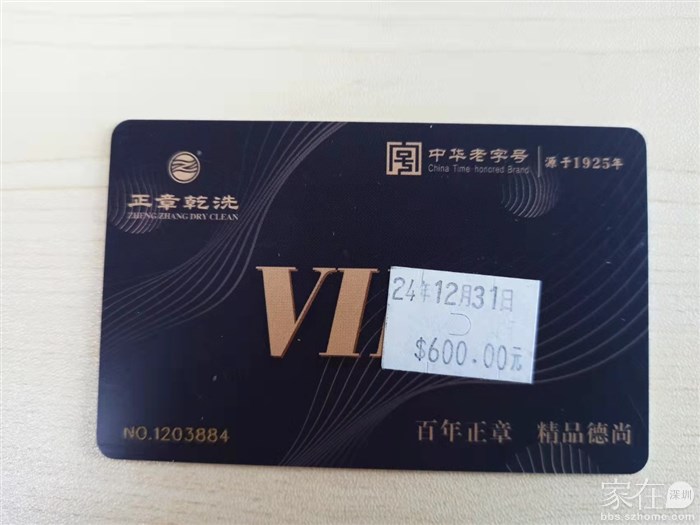 正章乾洗
ZHENG ZHANG DRY CLEAN
中华老字号
China Time-honored Brand
源于1925年
VI
24年12月31日
$600.00元
NO.1203884
百年正章 精品德尚
家在深圳
bbs.szhome.com